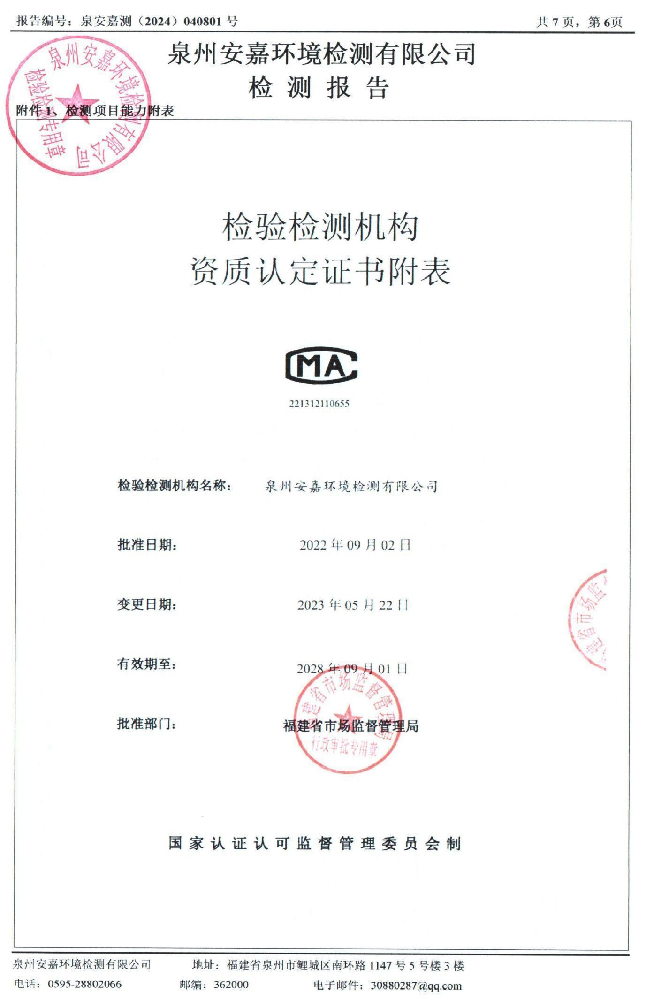 报告编号：泉安嘉测（2024）040801 号
共 7 页，第 6页
泉州安嘉环境检测有限公司
检 测 报 告
附件 1、检测项目能力附表
泉州安嘉环境检测有限公司
检验检测专用章
检验检测机构
资质认定证书附表
CMA
221312110655
检验检测机构名称： 泉州安嘉环境检测有限公司
批准日期： 2022 年 09 月 02 日
变更日期： 2023 年 05 月 22 日
省市场监
有效期至： 2028 年 09 月 01 日
批准部门： 福建省市场监督管理局
福建省市场监督管理局
行政审批专用章
国家认证认可监督管理委员会制
泉州安嘉环境检测有限公司 地址：福建省泉州市鲤城区南环路 1147 号 5 号楼 3 楼
电话：0595-28802066 邮编：362000 电子邮件：30880287@qq.com